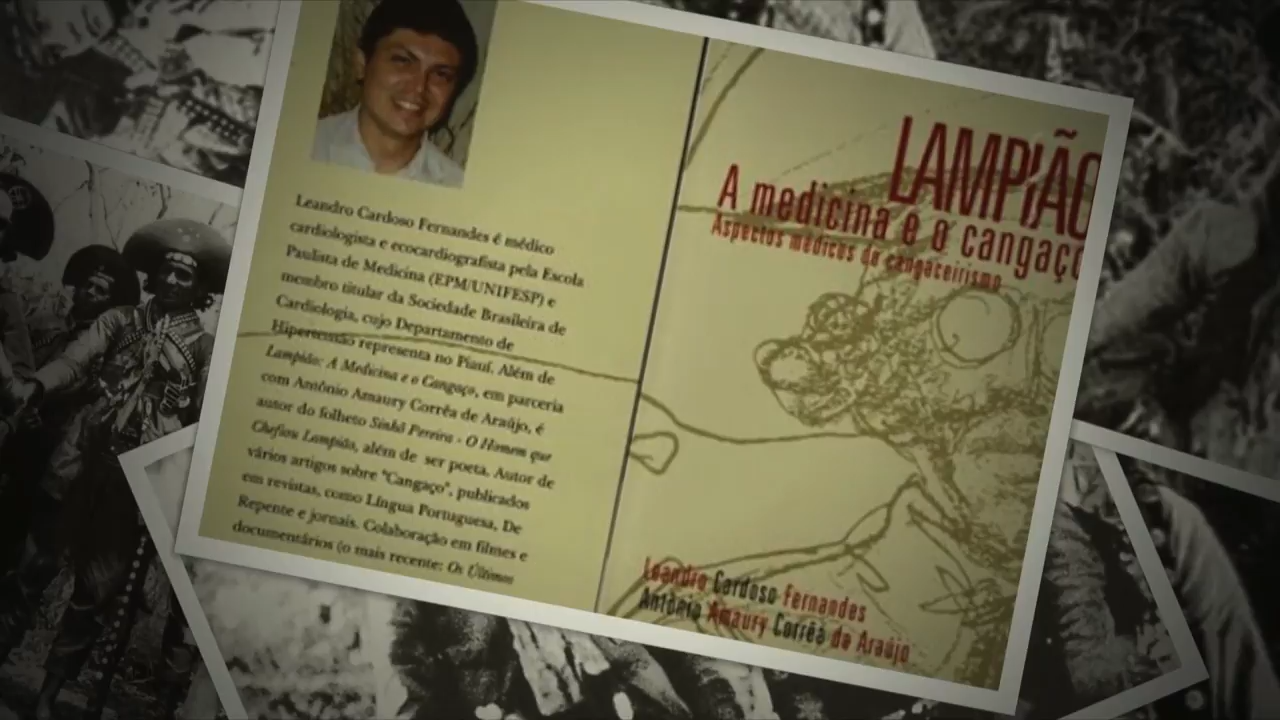 Leandro Cardoso Fernandes é médico
cardiologista e ecocardiografista pela Escola
Paulista de Medicina (EPM/UNIFESP) e
membro titular da Sociedade Brasileira de
Cardiologia, cujo Departamento de
Hipertensão representa no Piauí. Além de
Lampião: A Medicina e o Cangaço, em parceria
com Antônio Amaury Corrêa de Araújo, é
autor do folheto Sinhô Pereira - O Homem que
Chefiou Lampião, além de ser poeta. Autor de
vários artigos sobre "Cangaço", publicados
em revistas, como Língua Portuguesa, De
Repente e jornais. Colaboração em filmes e
documentários (o mais recente: Os Últimos
LAMPIÃO
A medicina e o cangaço
Aspectos médicos do cangaceirismo
Leandro Cardoso Fernandes
Antônio Amaury Corrêa de Araújo